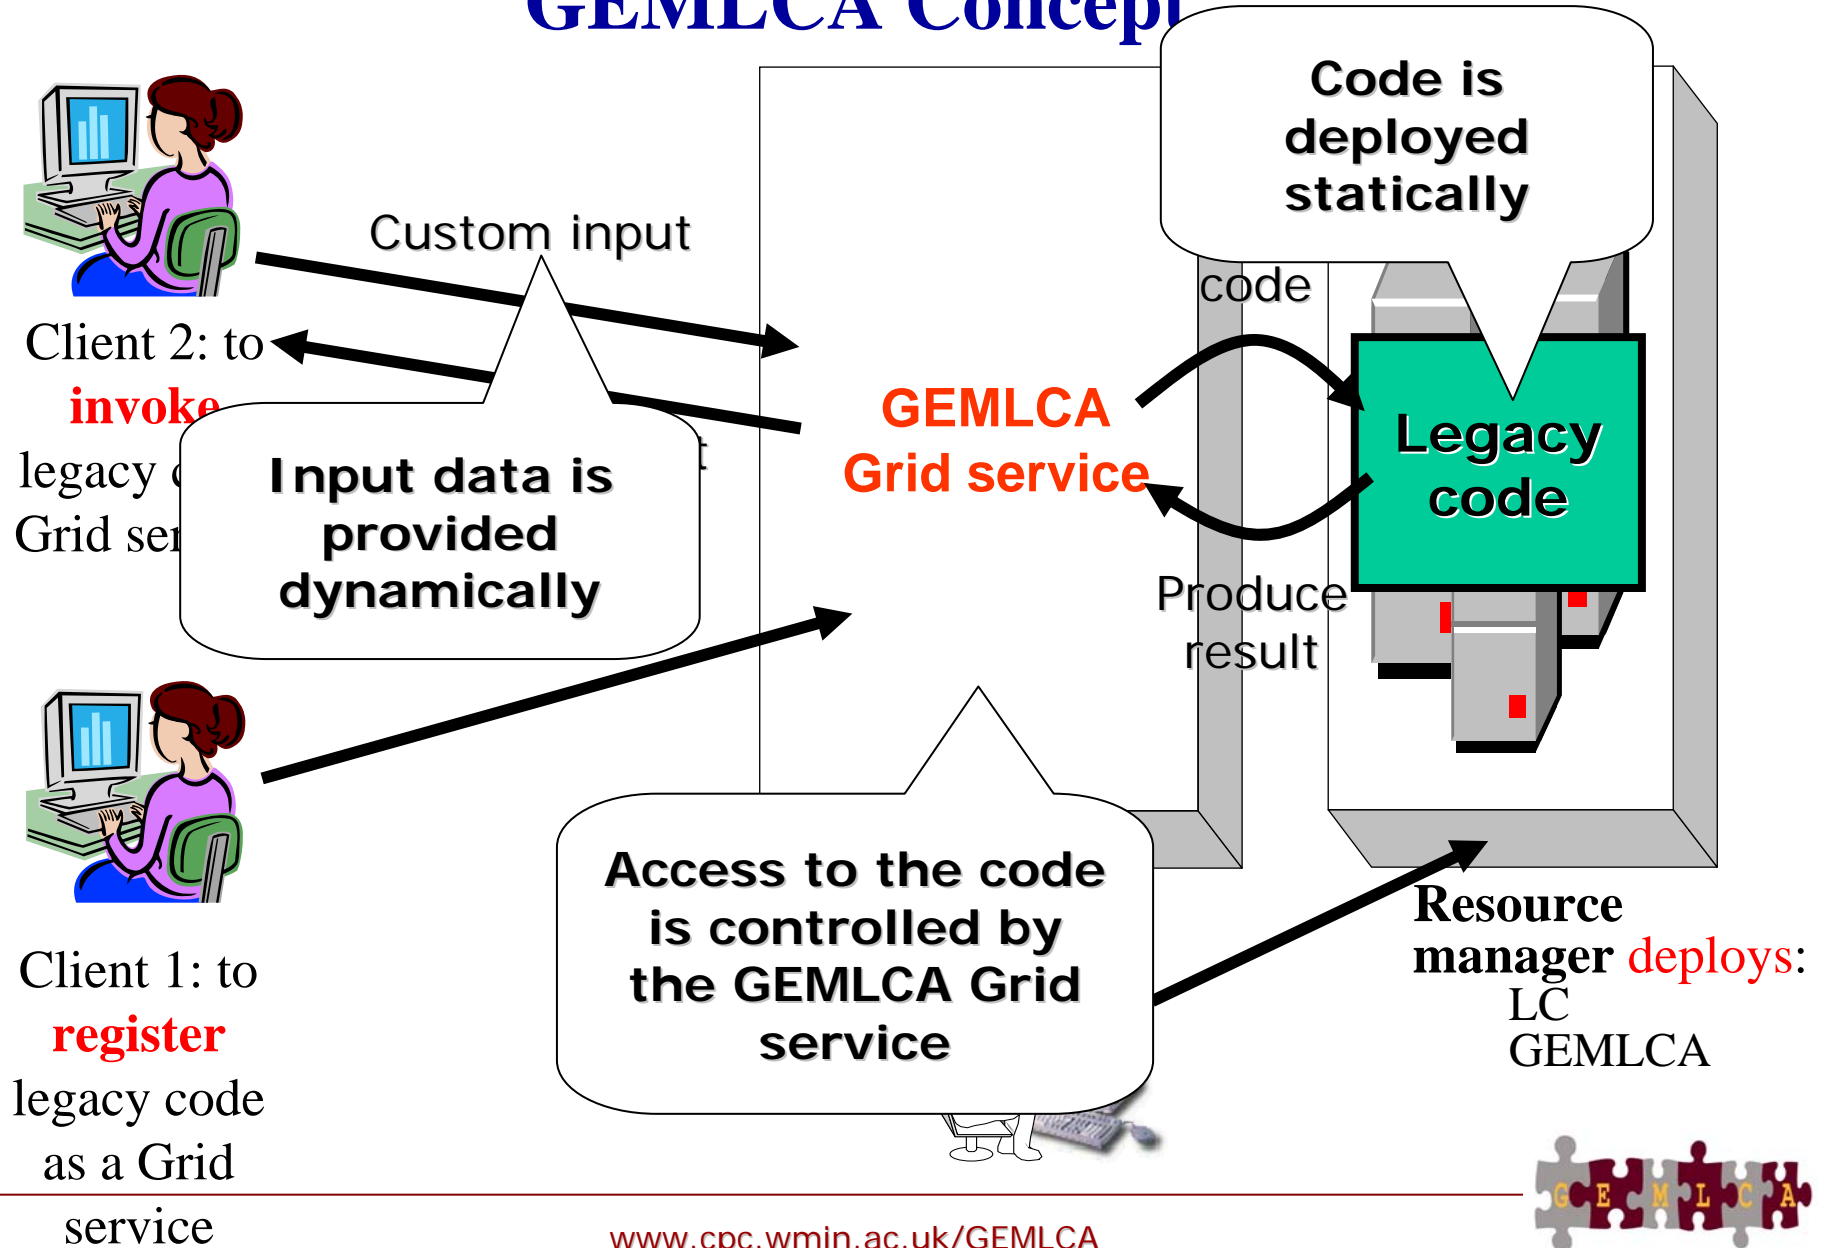 GEMLCA Concept
Code is
deployed
statically
Custom input
code
Client 2: to
invoke
legacy
Grid
GEMLCA
Grid service
Legacy
code
Input data is
provided
dynamically
Produce
result
Access to the code
is controlled by
the GEMLCA Grid
service
Resource
manager deploys:
LC
GEMLCA
Client 1: to
register
legacy code
as a Grid
service
www.cpc.wmin.ac.uk/GEMLCA
GEMLCA